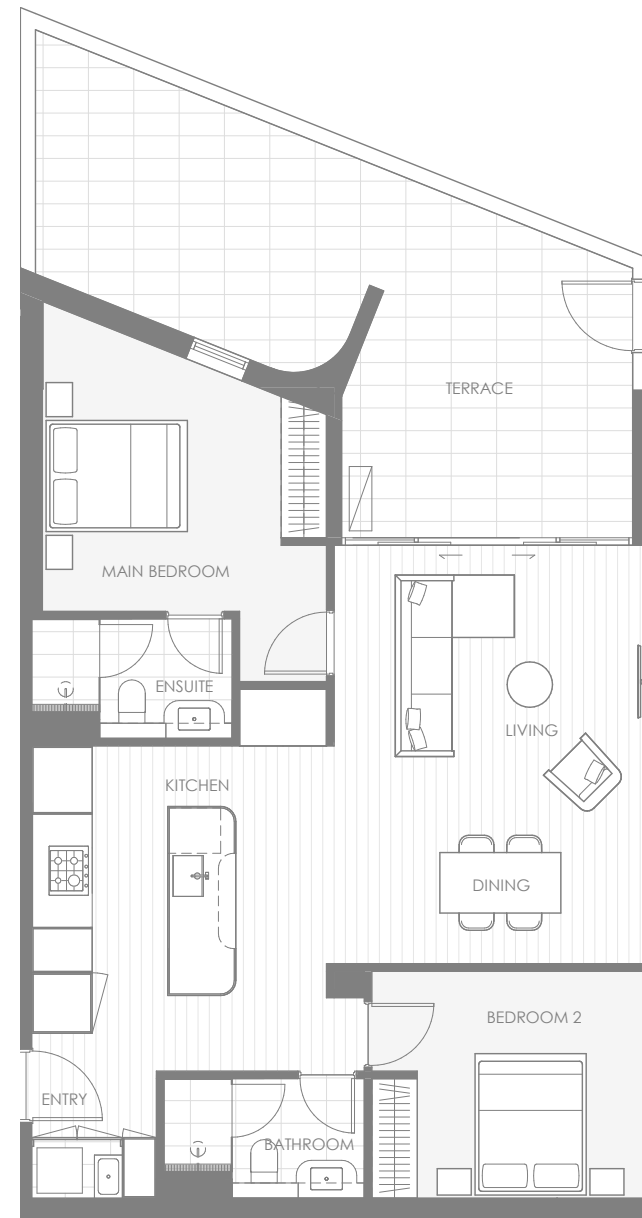 TERRACE
MAIN BEDROOM
ENSUITE
LIVING
KITCHEN
DINING
BEDROOM 2
ENTRY
BATHROOM